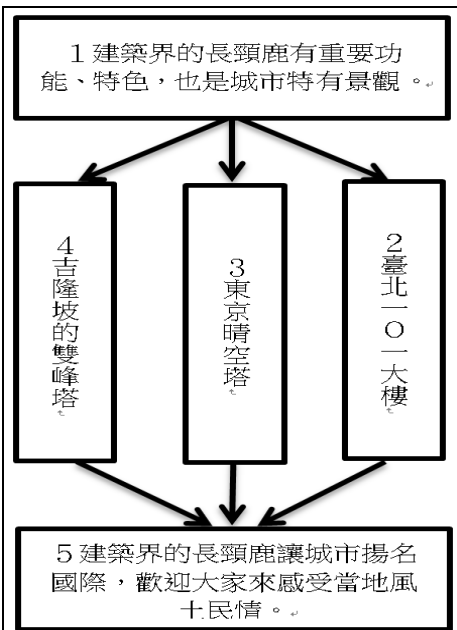 1建築界的長頸鹿有重要功
能、特色，也是城市特有景觀。
2臺北一○一大樓
3東京晴空塔
4吉隆坡的雙峰塔
5建築界的長頸鹿讓城市揚名
國際，歡迎大家來感受當地風
土民情。